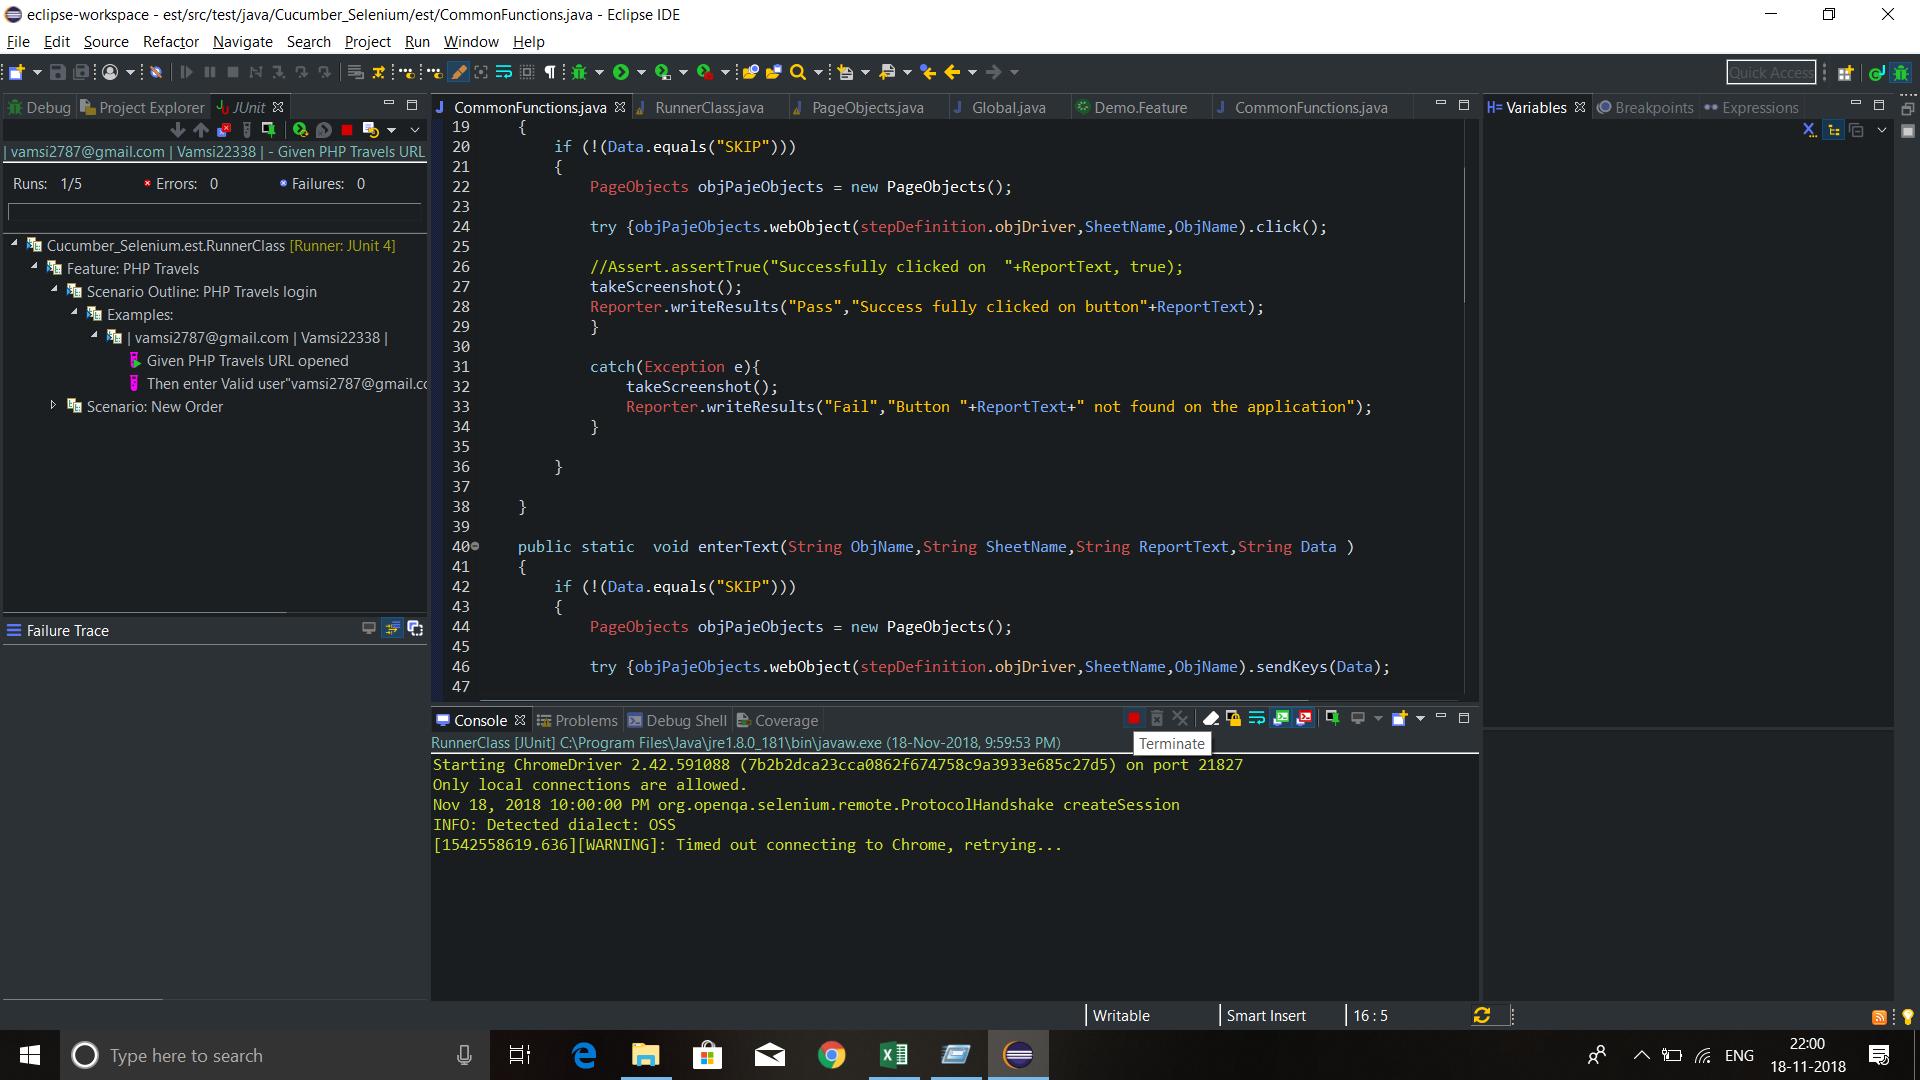 eclipse-workspace - est/src/test/java/Cucumber_Selenium/est/CommonFunctions.java - Eclipse IDE
File Edit Source Refactor Navigate Search Project Run Window Help
Quick Access
Debug Project Explorer JUnit
CommonFunctions.java RunnerClass.java PageObjects.java Global.java Demo.Feature CommonFunctions.java
Variables Breakpoints Expressions
| vamsi2787@gmail.com | Vamsi22338 | - Given PHP Travels URL
Runs: 1/5 Errors: 0 Failures: 0
Cucumber_Selenium.est.RunnerClass [Runner: JUnit 4]
Feature: PHP Travels
Scenario Outline: PHP Travels login
Examples:
| vamsi2787@gmail.com | Vamsi22338 |
Given PHP Travels URL opened
Then enter Valid user"vamsi2787@gmail.co
Scenario: New Order
Failure Trace
19 {
20 if (!(Data.equals("SKIP")))
21 {
22 PageObjects objPajeObjects = new PageObjects();
23
24 try {objPajeObjects.webObject(stepDefinition.objDriver,SheetName,ObjName).click();
25
26 //Assert.assertTrue("Successfully clicked on  "+ReportText, true);
27 takeScreenshot();
28 Reporter.writeResults("Pass","Success fully clicked on button"+ReportText);
29 }
30
31 catch(Exception e){
32 takeScreenshot();
33 Reporter.writeResults("Fail","Button "+ReportText+" not found on the application");
34 }
35
36 }
37
38 }
39
40 public static  void enterText(String ObjName,String SheetName,String ReportText,String Data )
41 {
42 if (!(Data.equals("SKIP")))
43 {
44 PageObjects objPajeObjects = new PageObjects();
45
46 try {objPajeObjects.webObject(stepDefinition.objDriver,SheetName,ObjName).sendKeys(Data);
47
Console Problems Debug Shell Coverage
Terminate
RunnerClass [JUnit] C:\Program Files\Java\jre1.8.0_181\bin\javaw.exe (18-Nov-2018, 9:59:53 PM)
Starting ChromeDriver 2.42.591088 (7b2b2dca23cca0862f674758c9a3933e685c27d5) on port 21827
Only local connections are allowed.
Nov 18, 2018 10:00:00 PM org.openqa.selenium.remote.ProtocolHandshake createSession
INFO: Detected dialect: OSS
[1542558619.636][WARNING]: Timed out connecting to Chrome, retrying...
Writable Smart Insert 16 : 5
Type here to search
ENG
22:00
18-11-2018